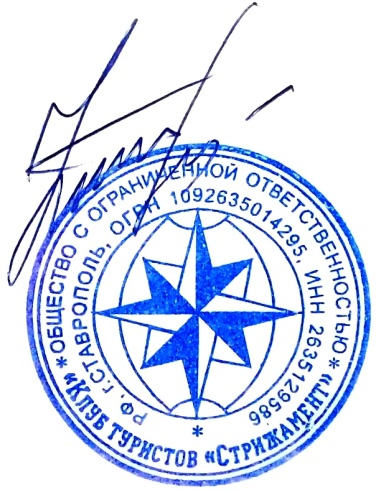 *ОБЩЕСТВО С ОГРАНИЧЕННОЙ ОТВЕТСТВЕННОСТЬЮ*
«КЛУБ ТУРИСТОВ «СТРИЖАМЕНТ»
РФ, Г.СТАВРОПОЛЬ, ОГРН 1092635014295, ИНН 2635129586
*